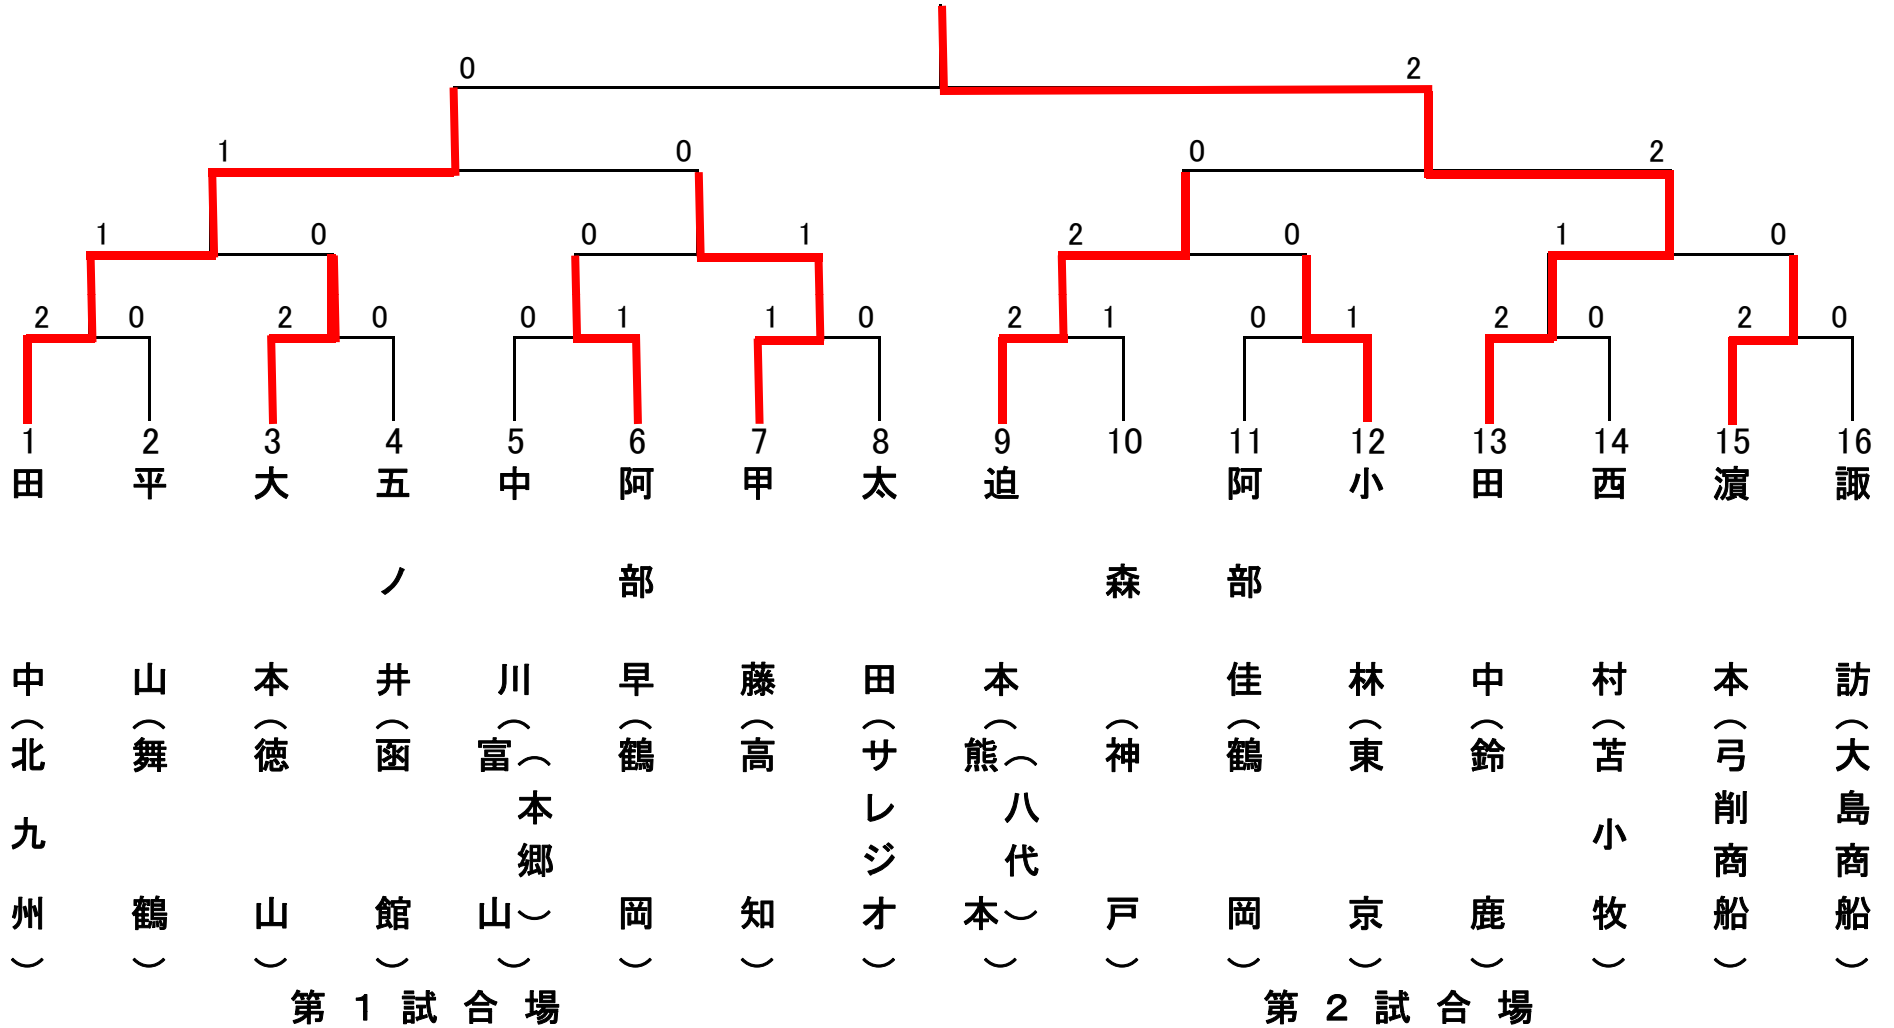 0 2
1 0 0 2
1 0 0 1 2 0 1 0
2 0 2 0 0 1 1 0 2 1 0 1 2 0 2 0
1 2 3 4 5 6 7 8 9 10 11 12 13 14 15 16
田中（北九州）
平山（舞鶴）
大本（徳山）
五ノ井（函館）
中川（富山（本郷））
阿部早（鶴岡）
甲藤（高知）
太田（サレジオ）
迫本（熊本（八代））
森（神戸）
阿部佳（鶴岡）
小林（東京）
田中（鈴鹿）
西村（苫小牧）
濵本（弓削商船）
諏訪（大島商船）
第１試合場
第２試合場